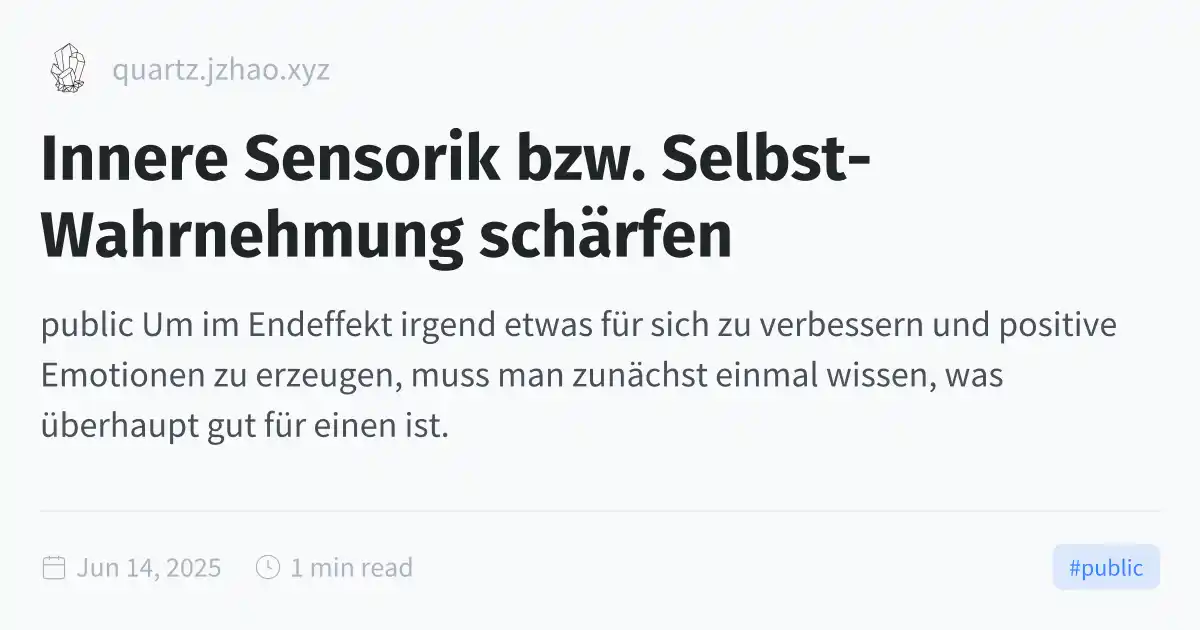 quartz.jzhao.xyz
Innere Sensorik bzw. Selbst-
Wahrnehmung schärfen
public Um im Endeffekt irgend etwas für sich zu verbessern und positive
Emotionen zu erzeugen, muss man zunächst einmal wissen, was
überhaupt gut für einen ist.
Jun 14, 2025 1 min read #public